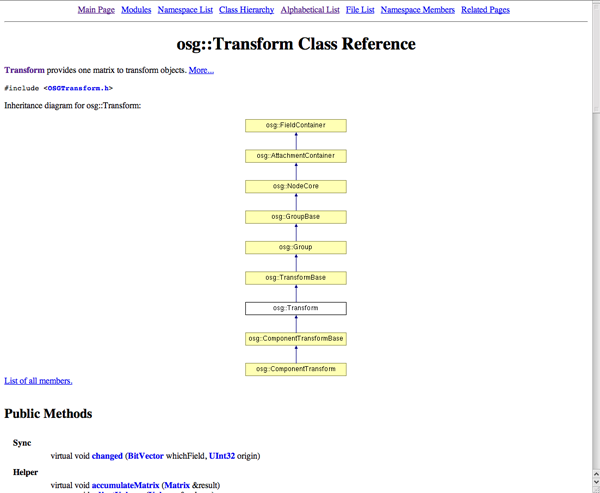 Main Page Modules Namespace List Class Hierarchy Alphabetical List File List Namespace Members Related Pages
osg::Transform Class Reference
Transform provides one matrix to transform objects. More...
#include <OSGTransform.h>
Inheritance diagram for osg::Transform:
osg::FieldContainer
osg::AttachmentContainer
osg::NodeCore
osg::GroupBase
osg::Group
osg::TransformBase
osg::Transform
osg::ComponentTransformBase
osg::ComponentTransform
List of all members.
Public Methods
Sync
virtual void changed (BitVector whichField, UInt32 origin)
Helper
virtual void accumulateMatrix (Matrix &result)